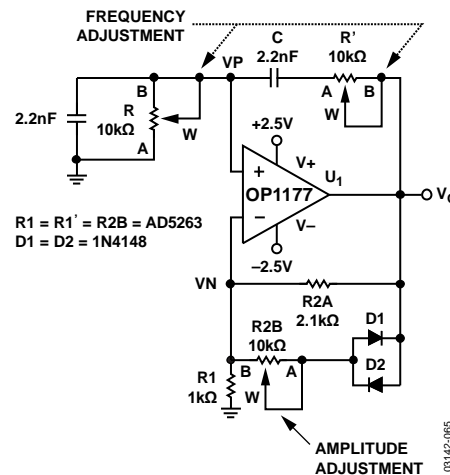 FREQUENCY
ADJUSTMENT
C
2.2nF
R'
10kΩ
VP
B
A
B
2.2nF
R
10kΩ
W
W
A
+2.5V
V+
U1
+
OP1177
–
V–
–2.5V
VO
R1 = R1' = R2B = AD5263
D1 = D2 = 1N4148
VN
R2A
2.1kΩ
D1
R2B
10kΩ
B
A
D2
R1
1kΩ
W
AMPLITUDE
ADJUSTMENT
03142-065